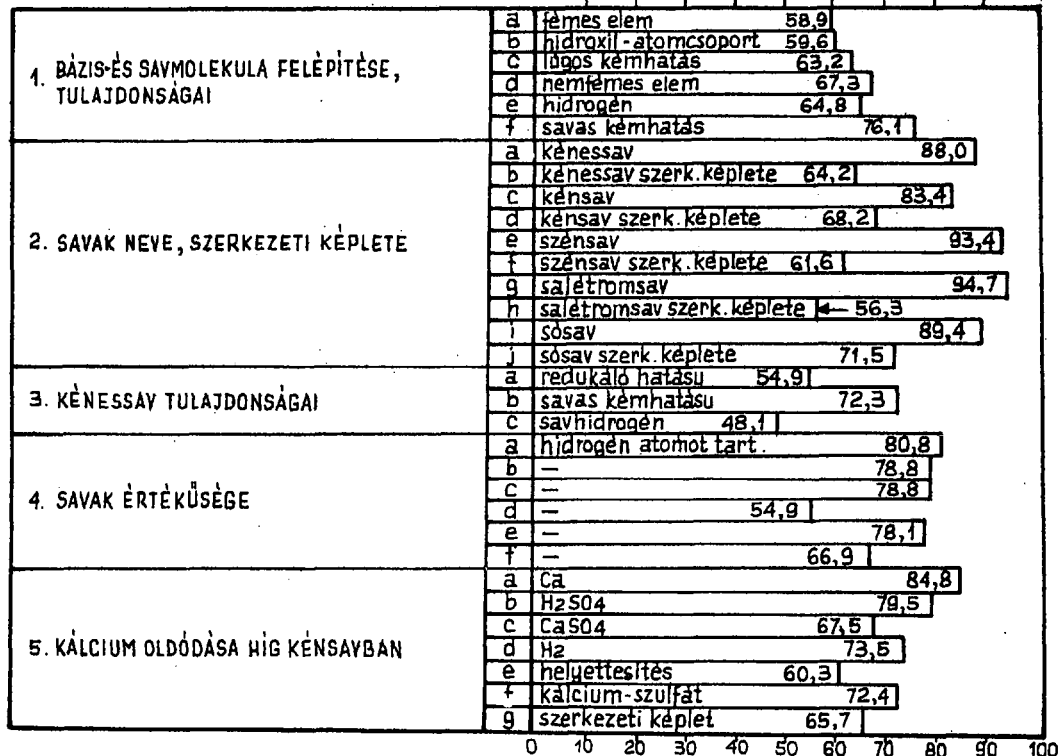 1. BÁZIS-ÉS SAVMOLEKULA FELÉPÍTÉSE,
TULAJDONSÁGAI
a fémes elem 58,9
b hidroxil-atomcsoport 59,6
c lúgos kémhatás 63,2
d nemfémes elem 67,3
e hidrogén 64,8
f savas kémhatás 76,1
2. SAVAK NEVE, SZERKEZETI KÉPLETE
a kénessav 88,0
b kénessav szerk. képlete 64,2
c kénsav 83,4
d kénsav szerk. képlete 68,2
e szénsav 93,4
f szénsav szerk. képlete 61,6
g salétromsav 94,7
h salétromsav szerk. képlete 56,3
i sósav 89,4
j sósav szerk. képlete 71,5
3. KÉNESSAV TULAJDONSÁGAI
a redukáló hatásu 54,9
b savas kémhatásu 72,3
c savhidrogén 48,1
4. SAVAK ÉRTÉKŰSÉGE
a hidrogén atomot tart. 80,8
b — 78,8
c — 78,8
d — 54,9
e — 78,1
f — 66,9
5. KÁLCIUM OLDÓDÁSA HÍG KÉNSAVBAN
a Ca 84,8
b H2SO4 79,5
c CaSO4 67,5
d H2 73,5
e helyettesítés 60,3
f kálcium-szulfát 72,4
g szerkezeti képlet 65,7
0 10 20 30 40 50 60 70 80 90 100